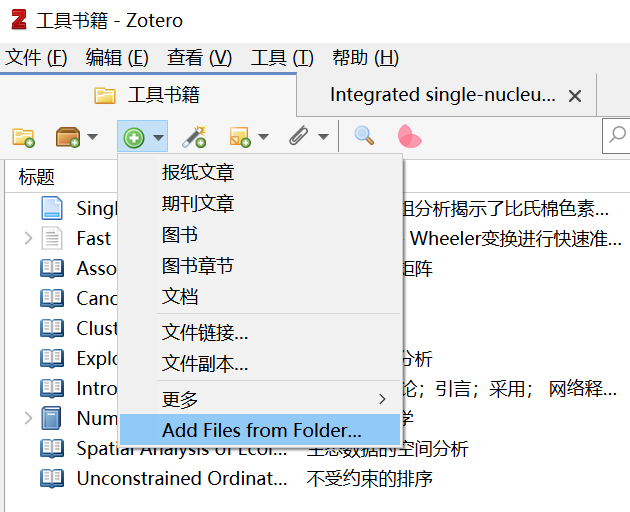 工具书籍 - Zotero
文件 (F) 编辑 (E) 查看 (V) 工具 (T) 帮助 (H)
工具书籍 Integrated single-nucleu...
标题
报纸文章
期刊文章
图书
图书章节
文档
文件链接...
文件副本...
更多
Add Files from Folder...
Singl 组分析揭示了比氏棉色素...
Fast Wheeler变换进行快速准...
Asso 矩阵
Canc
Clust
Explo 分析
Intro 论；引言；采用； 网络释...
Num 学
Spatial Analysis of Ecol... 生态数据的空间分析
Unconstrained Ordinat... 不受约束的排序